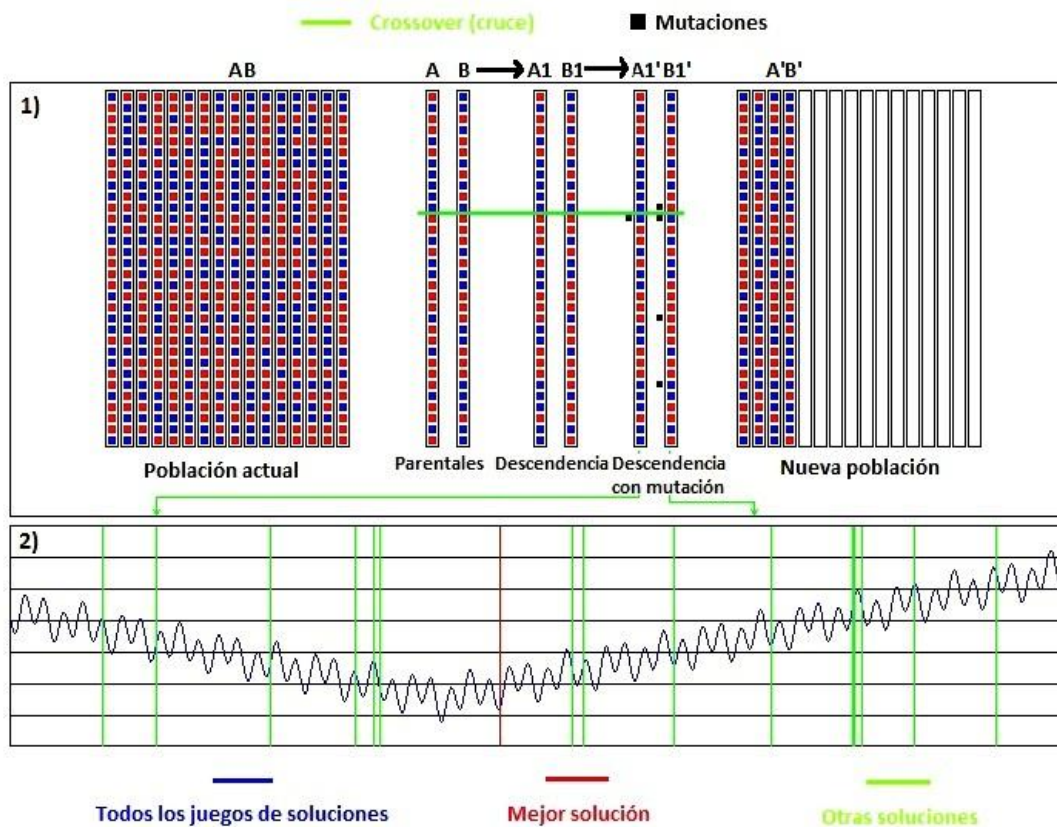 Crossover (cruce)
Mutaciones
AB
A
B
A1
B1
A1'
B1'
A'B'
1)
Población actual
Parentales
Descendencia
Descendencia
con mutación
Nueva población
2)
Todos los juegos de soluciones
Mejor solución
Otras soluciones